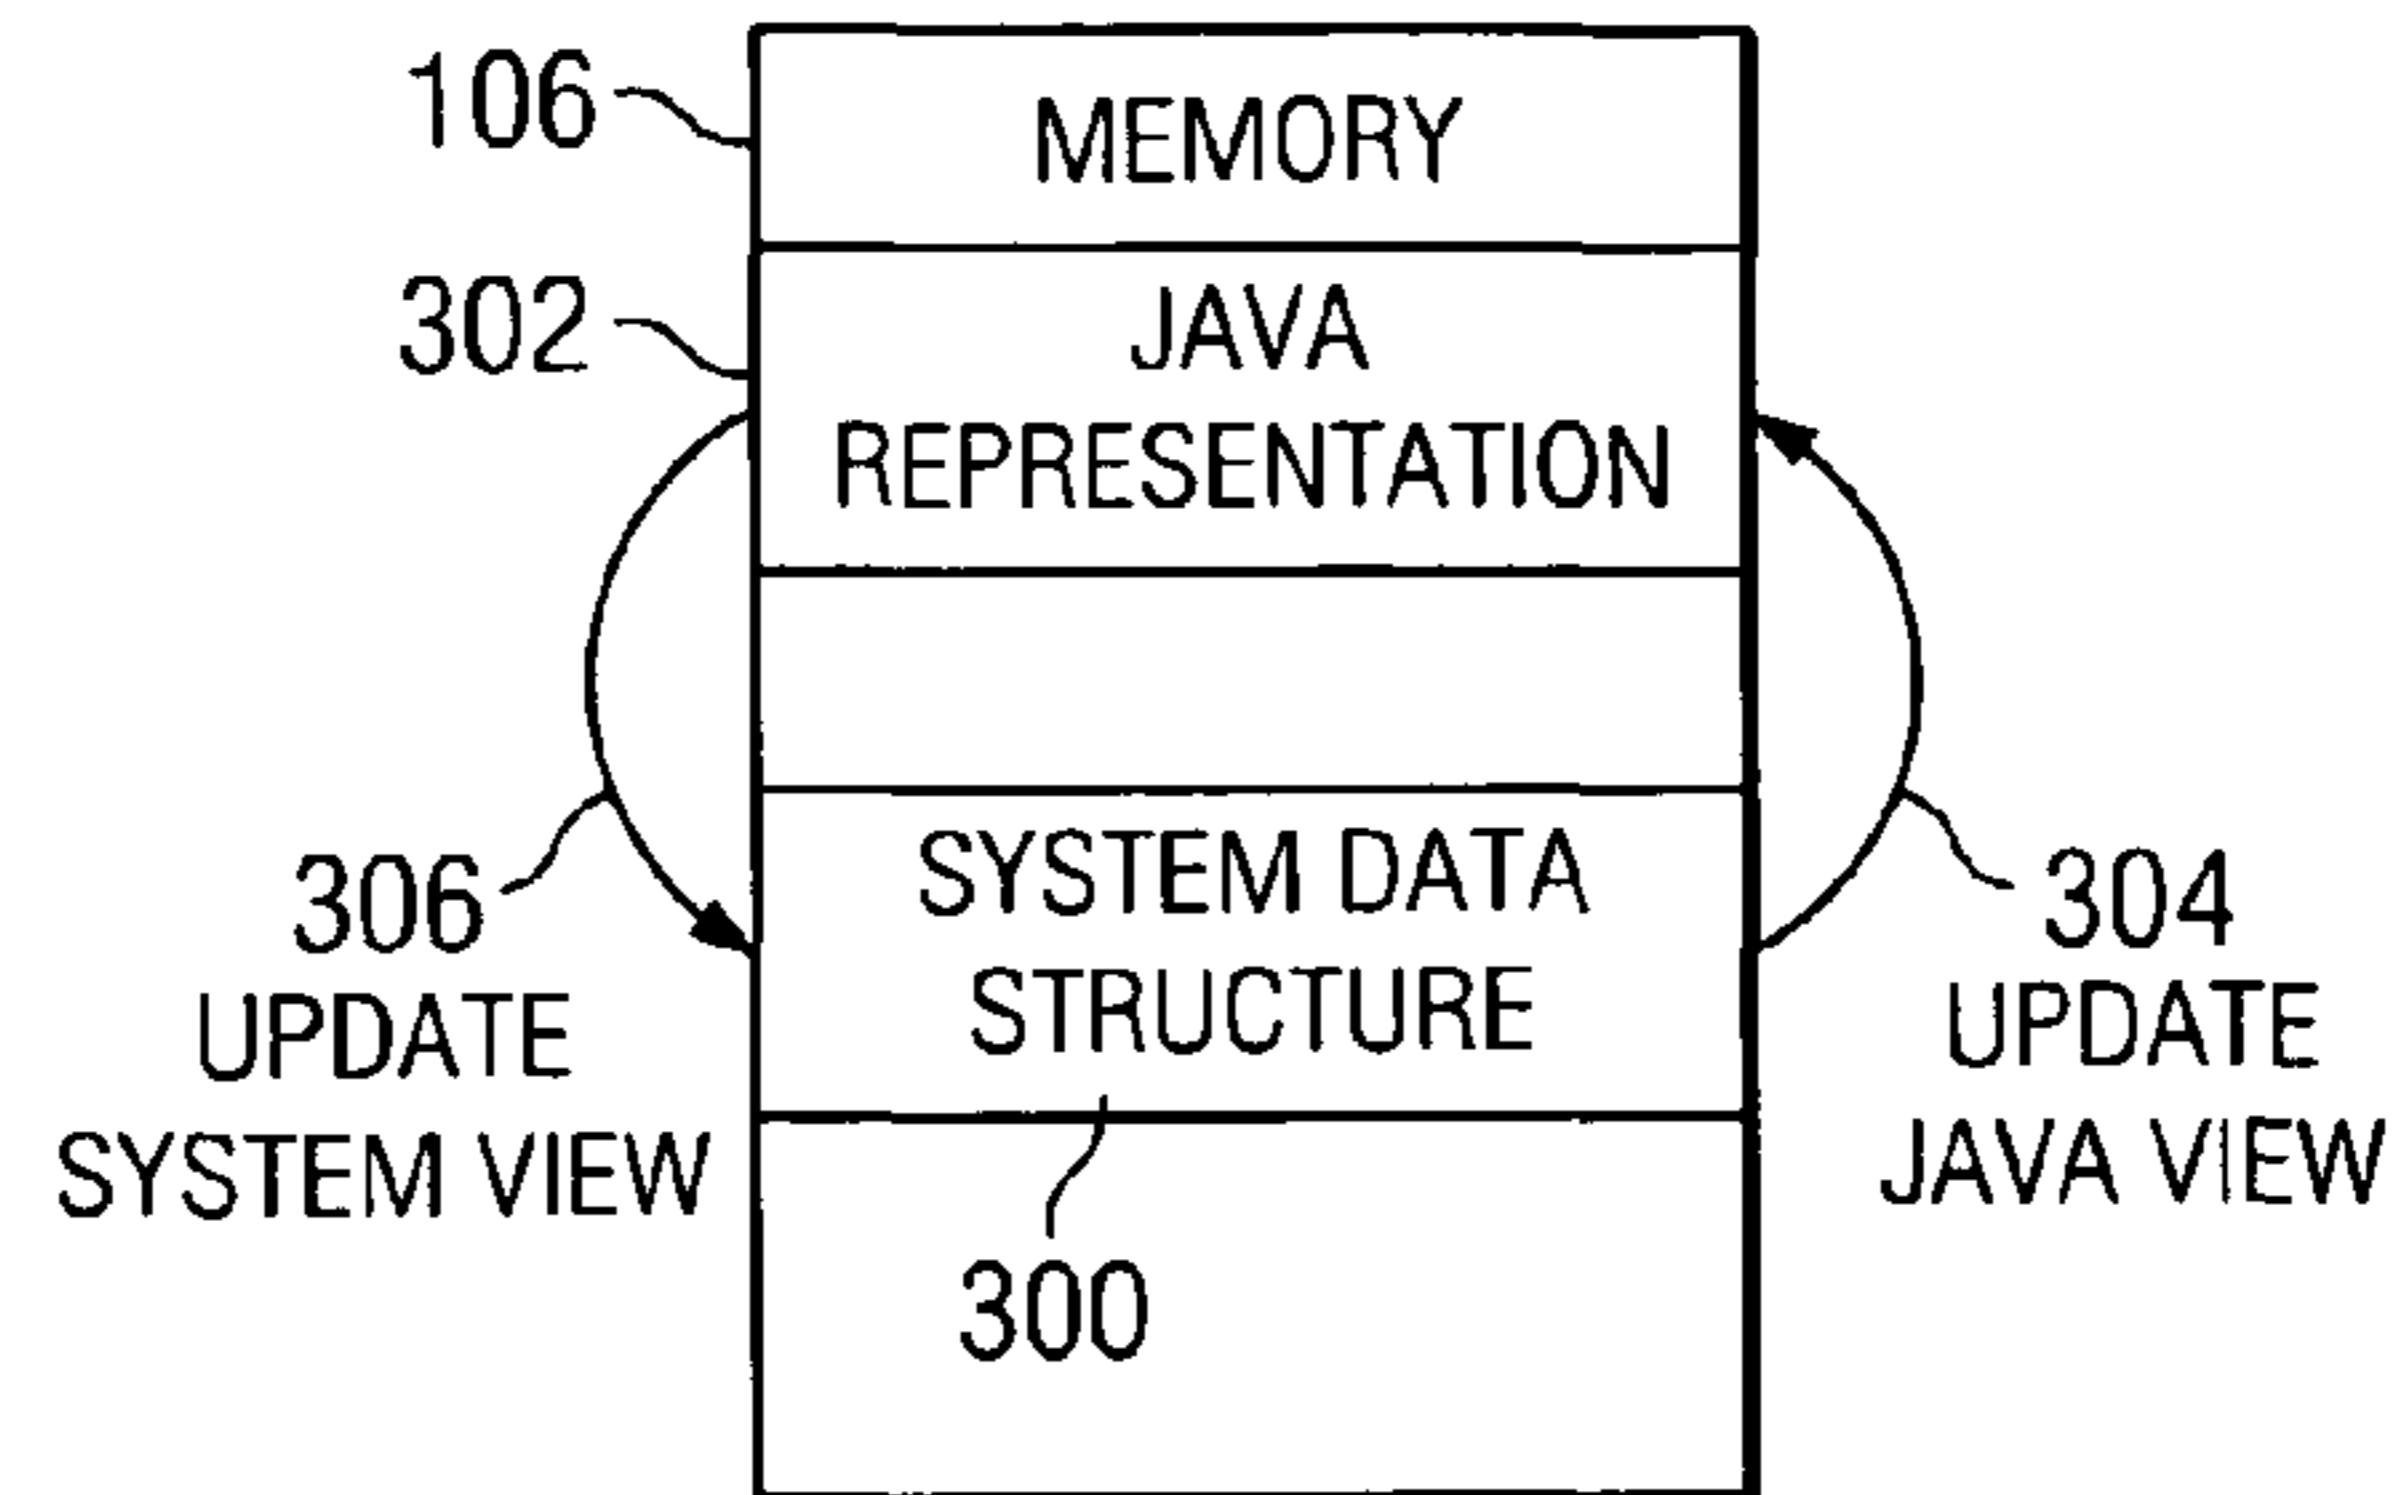 106
MEMORY
302
JAVA
REPRESENTATION
SYSTEM DATA
STRUCTURE
300
306
UPDATE
SYSTEM VIEW
304
UPDATE
JAVA VIEW